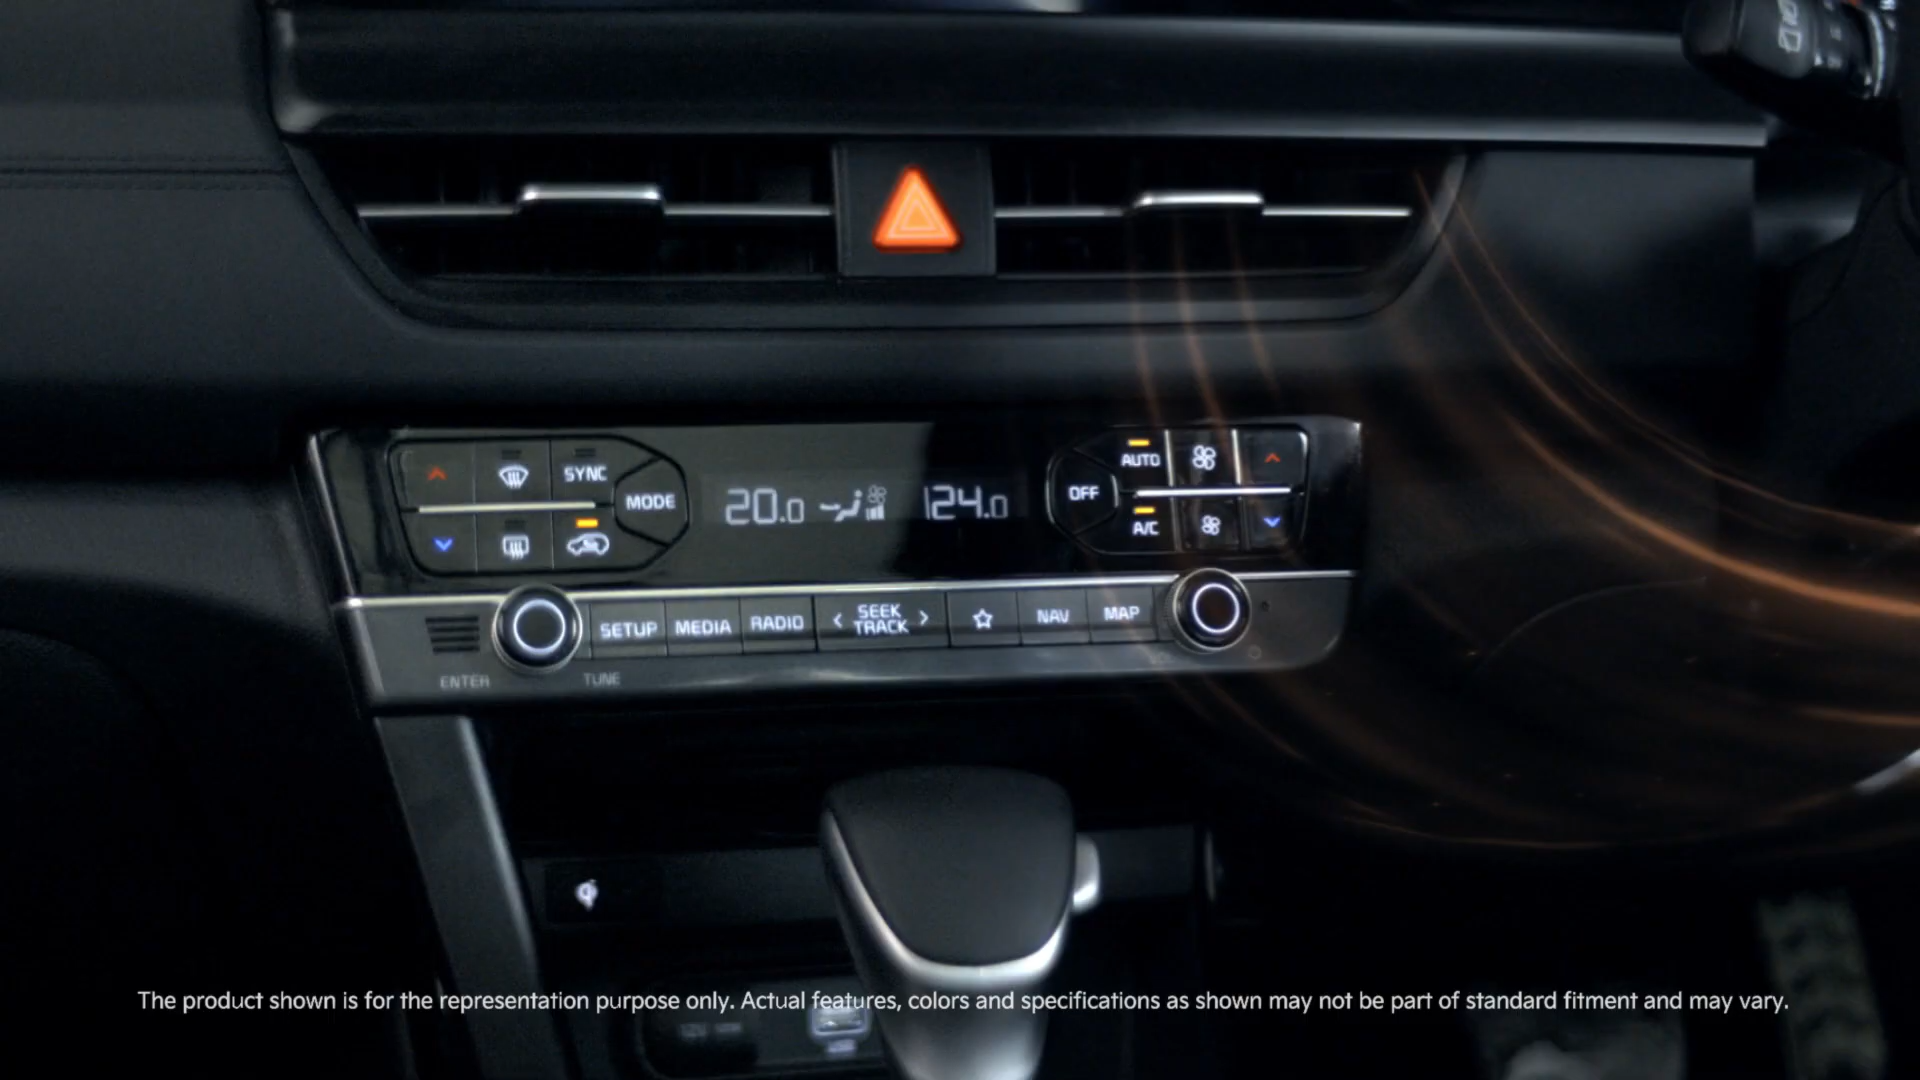 SYNC
MODE
20.0
24.0
AUTO
OFF
A/C
SETUP
MEDIA
RADIO
SEEK
TRACK
NAV
MAP
ENTER
TUNE
The product shown is for the representation purpose only. Actual features, colors and specifications as shown may not be part of standard fitment and may vary.